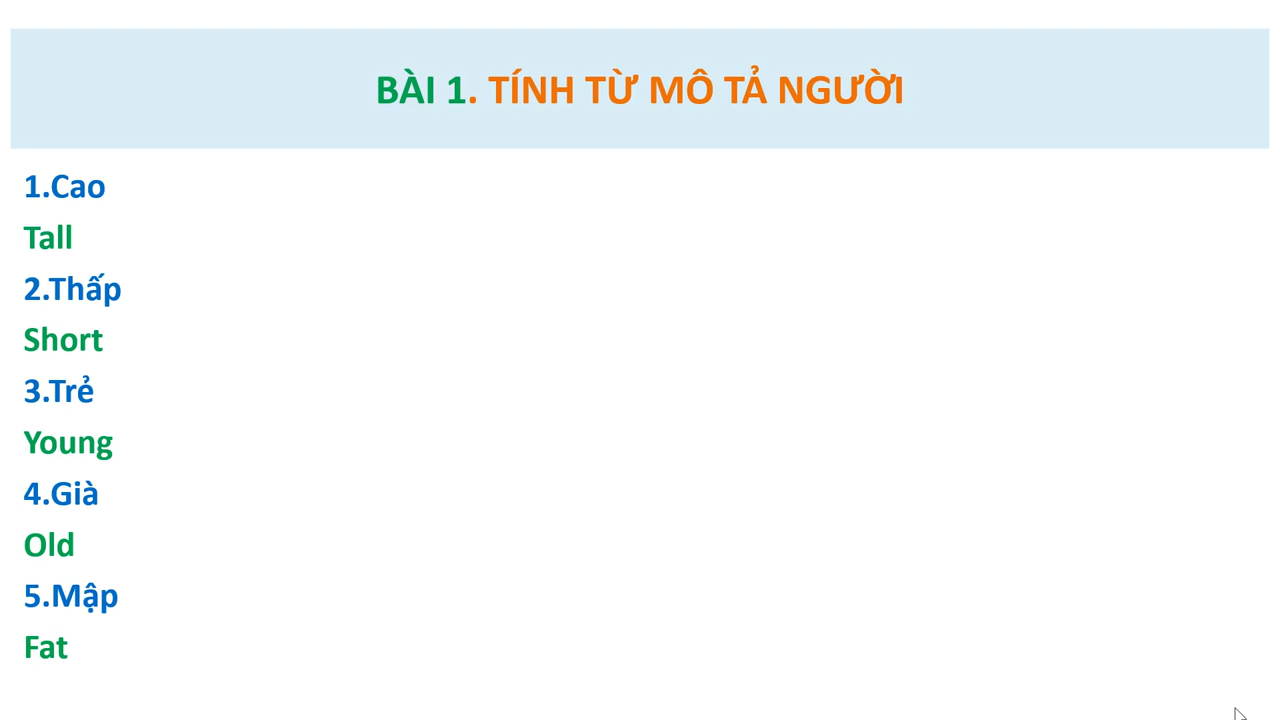 BÀI 1. TÍNH TỪ MÔ TẢ NGƯỜI
1.Cao
Tall
2.Thấp
Short
3.Trẻ
Young
4.Già
Old
5.Mập
Fat